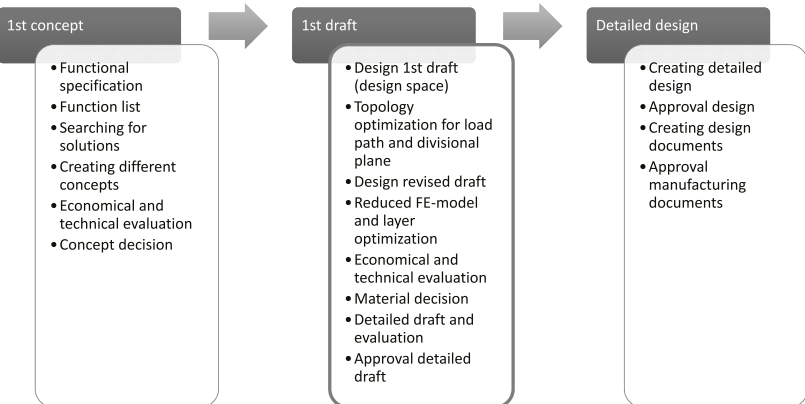 1st concept
• Functional
specification
• Function list
• Searching for
solutions
• Creating different
concepts
• Economical and
technical evaluation
• Concept decision
1st draft
• Design 1st draft
(design space)
• Topology
optimization for load
path and divisional
plane
• Design revised draft
• Reduced FE-model
and layer
optimization
• Economical and
technical evaluation
• Material decision
• Detailed draft and
evaluation
• Approval detailed
draft
Detailed design
• Creating detailed
design
• Approval design
• Creating design
documents
• Approval
manufacturing
documents